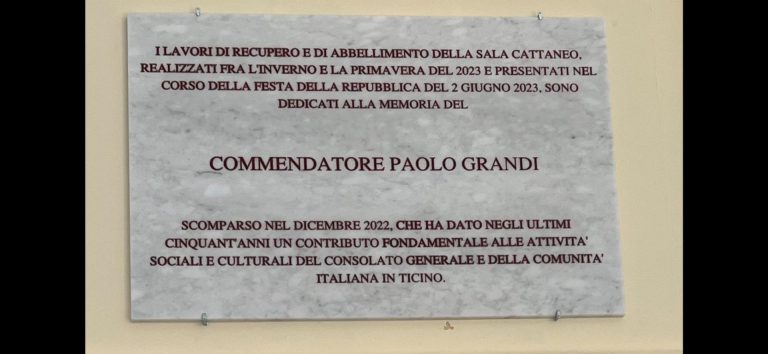 I LAVORI DI RECUPERO E DI ABBELLIMENTO DELLA SALA CATTANEO,
REALIZZATI FRA L'INVERNO E LA PRIMAVERA DEL 2023 E PRESENTATI NEL
CORSO DELLA FESTA DELLA REPUBBLICA DEL 2 GIUGNO 2023, SONO
DEDICATI ALLA MEMORIA DEL
COMMENDATORE PAOLO GRANDI
SCOMPARSO NEL DICEMBRE 2022, CHE HA DATO NEGLI ULTIMI
CINQUANT'ANNI UN CONTRIBUTO FONDAMENTALE ALLE ATTIVITA'
SOCIALI E CULTURALI DEL CONSOLATO GENERALE E DELLA COMUNITA'
ITALIANA IN TICINO.